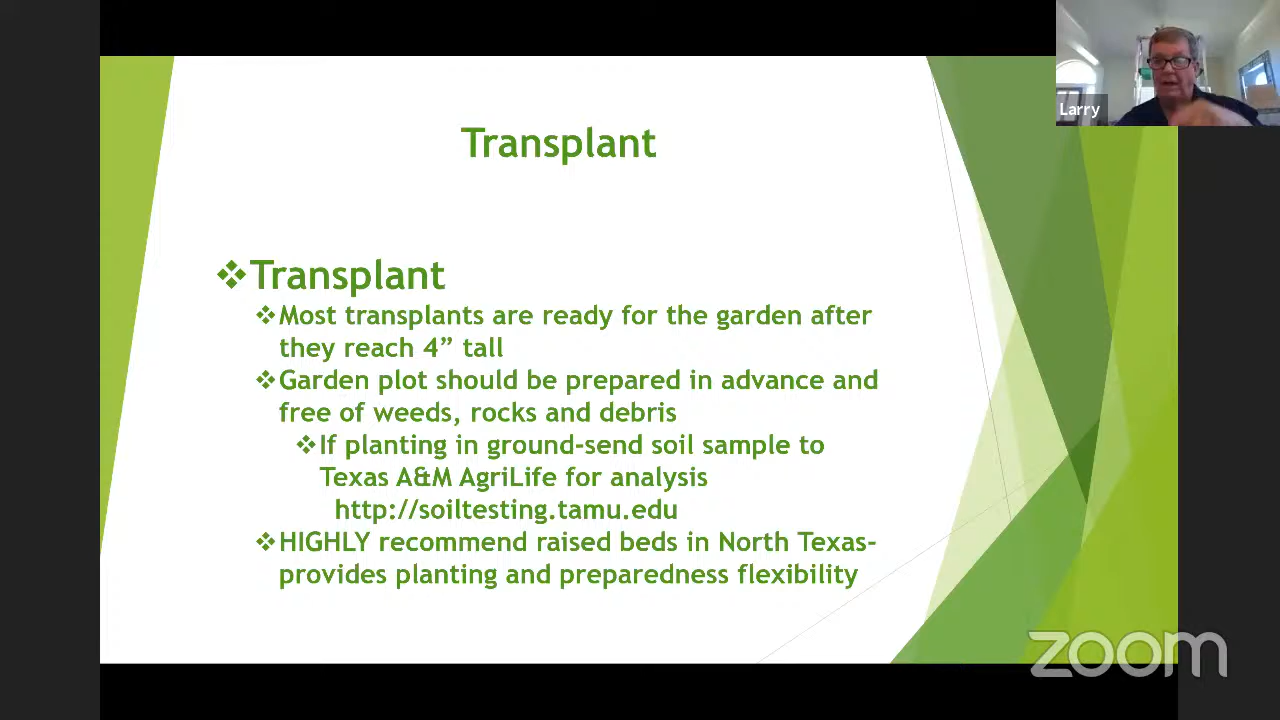 Larry
Transplant
❖Transplant
❖Most transplants are ready for the garden after
they reach 4” tall
❖Garden plot should be prepared in advance and
free of weeds, rocks and debris
❖If planting in ground-send soil sample to
Texas A&M AgriLife for analysis
http://soiltesting.tamu.edu
❖HIGHLY recommend raised beds in North Texas-
provides planting and preparedness flexibility
zoom